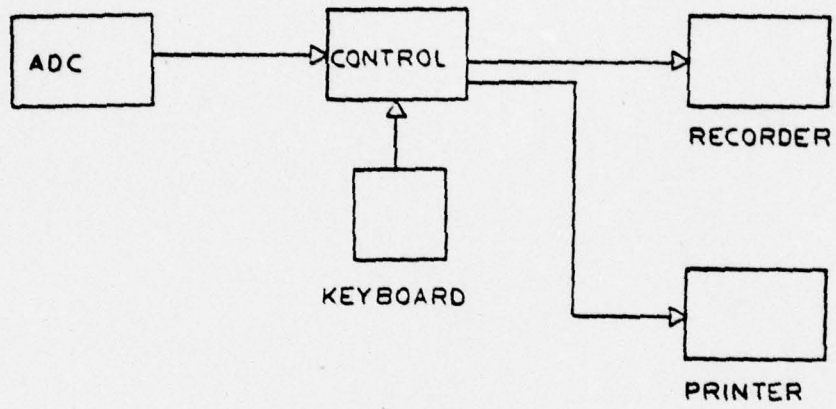 ADC
CONTROL
RECORDER
KEYBOARD
PRINTER